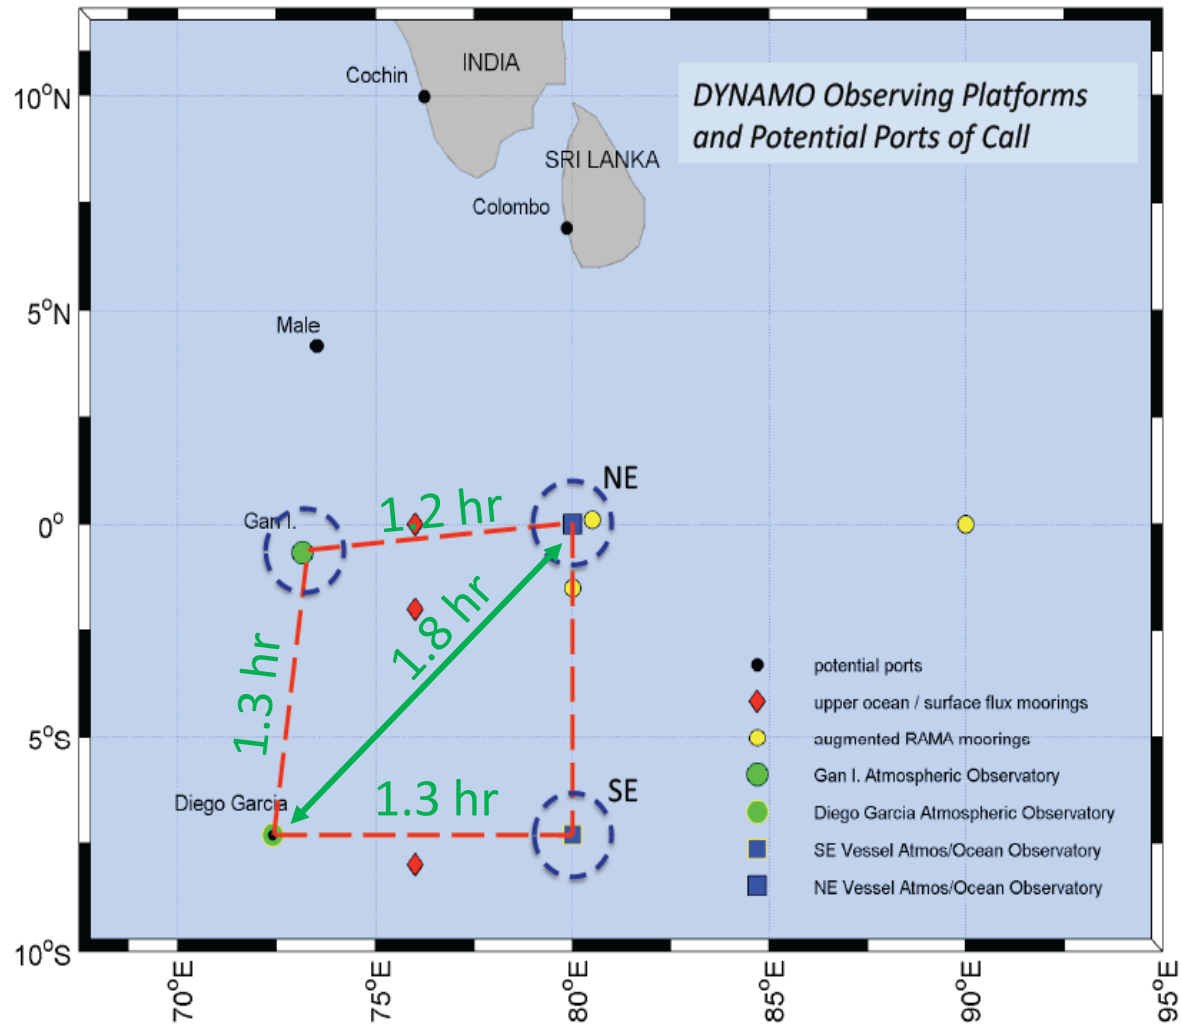 INDIA
Cochin
10°N
DYNAMO Observing Platforms
and Potential Ports of Call
SRI LANKA
Colombo
5°N
Male
NE
1.2 hr
Gan I.
0°
1.8 hr
1.3 hr
potential ports
upper ocean / surface flux moorings
5°S
augmented RAMA moorings
Gan I. Atmospheric Observatory
SE
1.3 hr
Diego Garcia
Diego Garcia Atmospheric Observatory
SE Vessel Atmos/Ocean Observatory
NE Vessel Atmos/Ocean Observatory
10°S
70°E
75°E
80°E
85°E
90°E
95°E